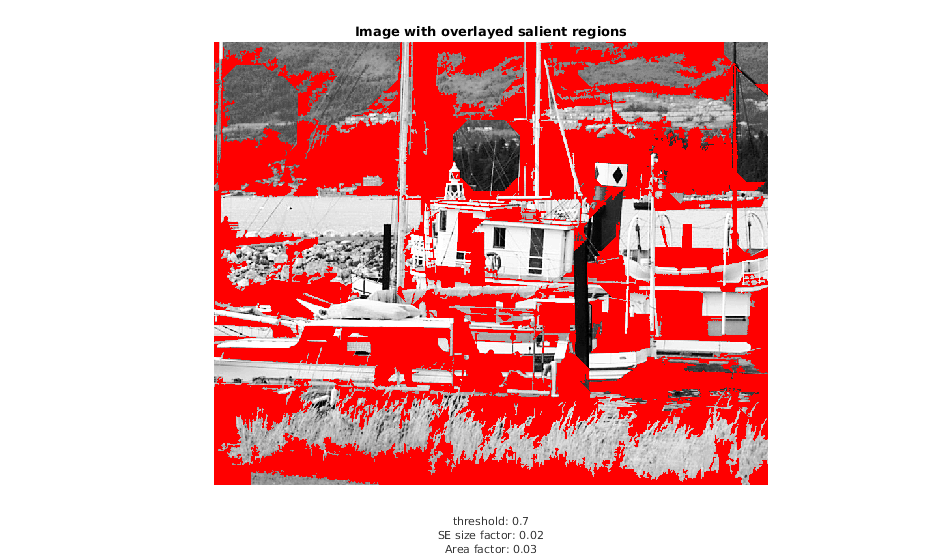 Image with overlayed salient regions
threshold: 0.7
SE size factor: 0.02
Area factor: 0.03